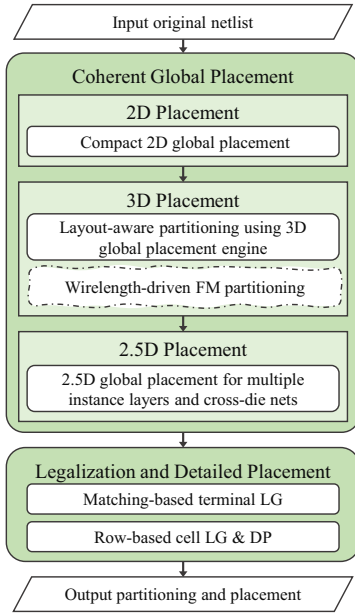 Input original netlist
Coherent Global Placement
2D Placement
Compact 2D global placement
3D Placement
Layout-aware partitioning using 3D
global placement engine
Wirelength-driven FM partitioning
2.5D Placement
2.5D global placement for multiple
instance layers and cross-die nets
Legalization and Detailed Placement
Matching-based terminal LG
Row-based cell LG & DP
Output partitioning and placement